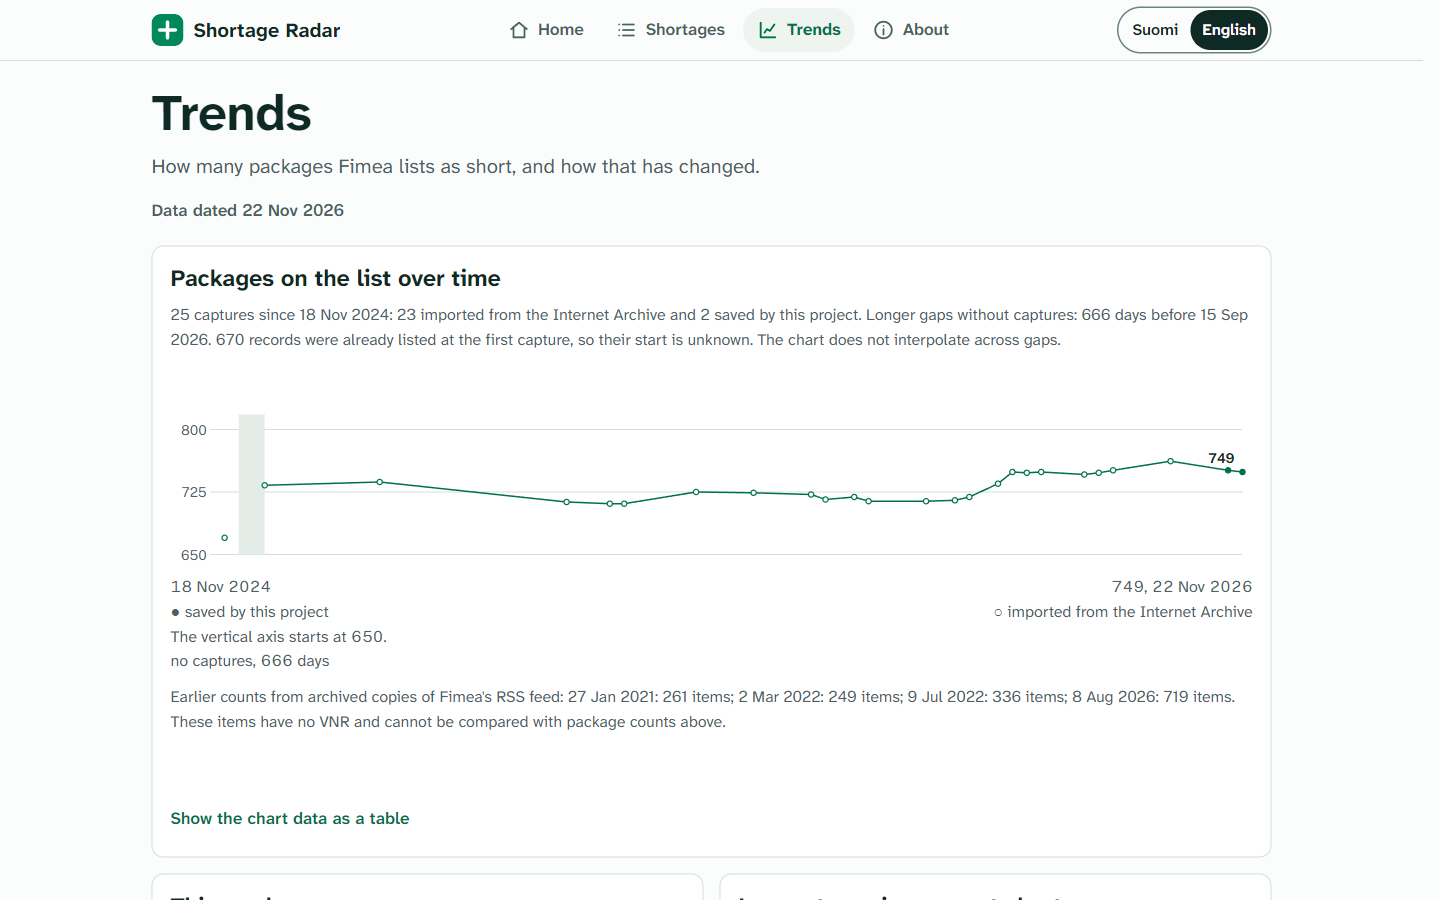 Shortage Radar
Home
Shortages
Trends
About
Suomi
English
Trends
How many packages Fimea lists as short, and how that has changed.
Data dated 22 Nov 2026
Packages on the list over time
25 captures since 18 Nov 2024: 23 imported from the Internet Archive and 2 saved by this project. Longer gaps without captures: 666 days before 15 Sep
2026. 670 records were already listed at the first capture, so their start is unknown. The chart does not interpolate across gaps.
800
749
725
650
18 Nov 2024
749, 22 Nov 2026
● saved by this project
○ imported from the Internet Archive
The vertical axis starts at 650.
no captures, 666 days
Earlier counts from archived copies of Fimea's RSS feed: 27 Jan 2021: 261 items; 2 Mar 2022: 249 items; 9 Jul 2022: 336 items; 8 Aug 2026: 719 items.
These items have no VNR and cannot be compared with package counts above.
Show the chart data as a table